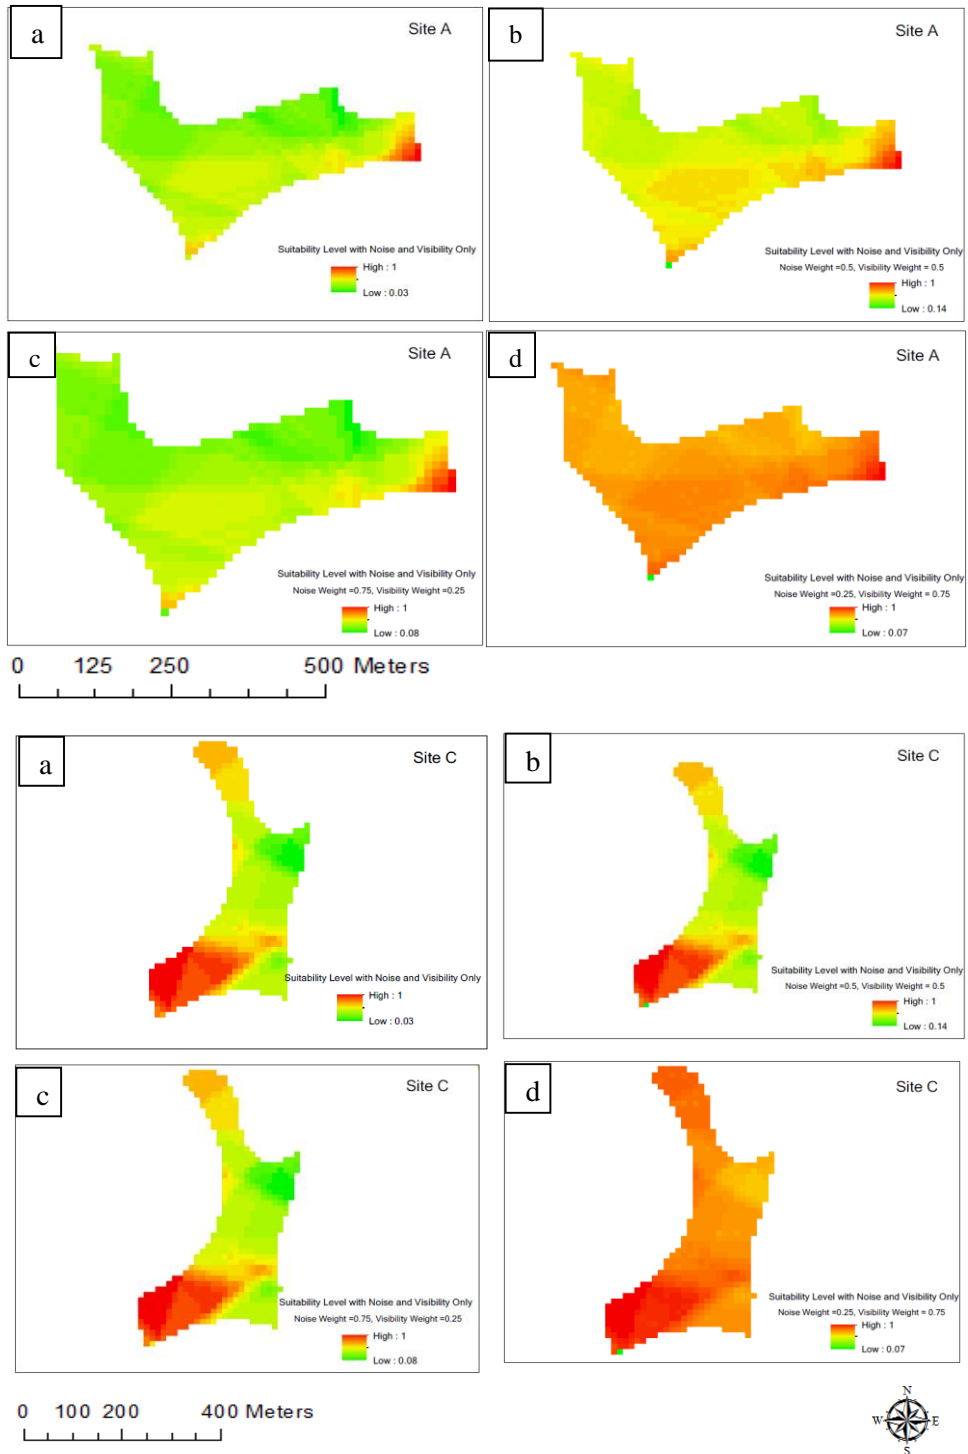 a
Site A
Suitability Level with Noise and Visibility Only
High : 1
Low : 0.03
b
Site A
Suitability Level with Noise and Visibility Only
Noise Weight =0.5, Visibility Weight = 0.5
High : 1
Low : 0.14
c
Site A
Suitability Level with Noise and Visibility Only
Noise Weight =0.75, Visibility Weight =0.25
High : 1
Low : 0.08
d
Site A
Suitability Level with Noise and Visibility Only
Noise Weight =0.25, Visibility Weight = 0.75
High : 1
Low : 0.07
0 125 250 500 Meters
a
Site C
Suitability Level with Noise and Visibility Only
High : 1
Low : 0.03
b
Site C
Suitability Level with Noise and Visibility Only
Noise Weight =0.5, Visibility Weight = 0.5
High : 1
Low : 0.14
c
Site C
Suitability Level with Noise and Visibility Only
Noise Weight =0.75, Visibility Weight =0.25
High : 1
Low : 0.08
d
Site C
Suitability Level with Noise and Visibility Only
Noise Weight =0.25, Visibility Weight = 0.75
High : 1
Low : 0.07
0 100 200 400 Meters
N
W E
S